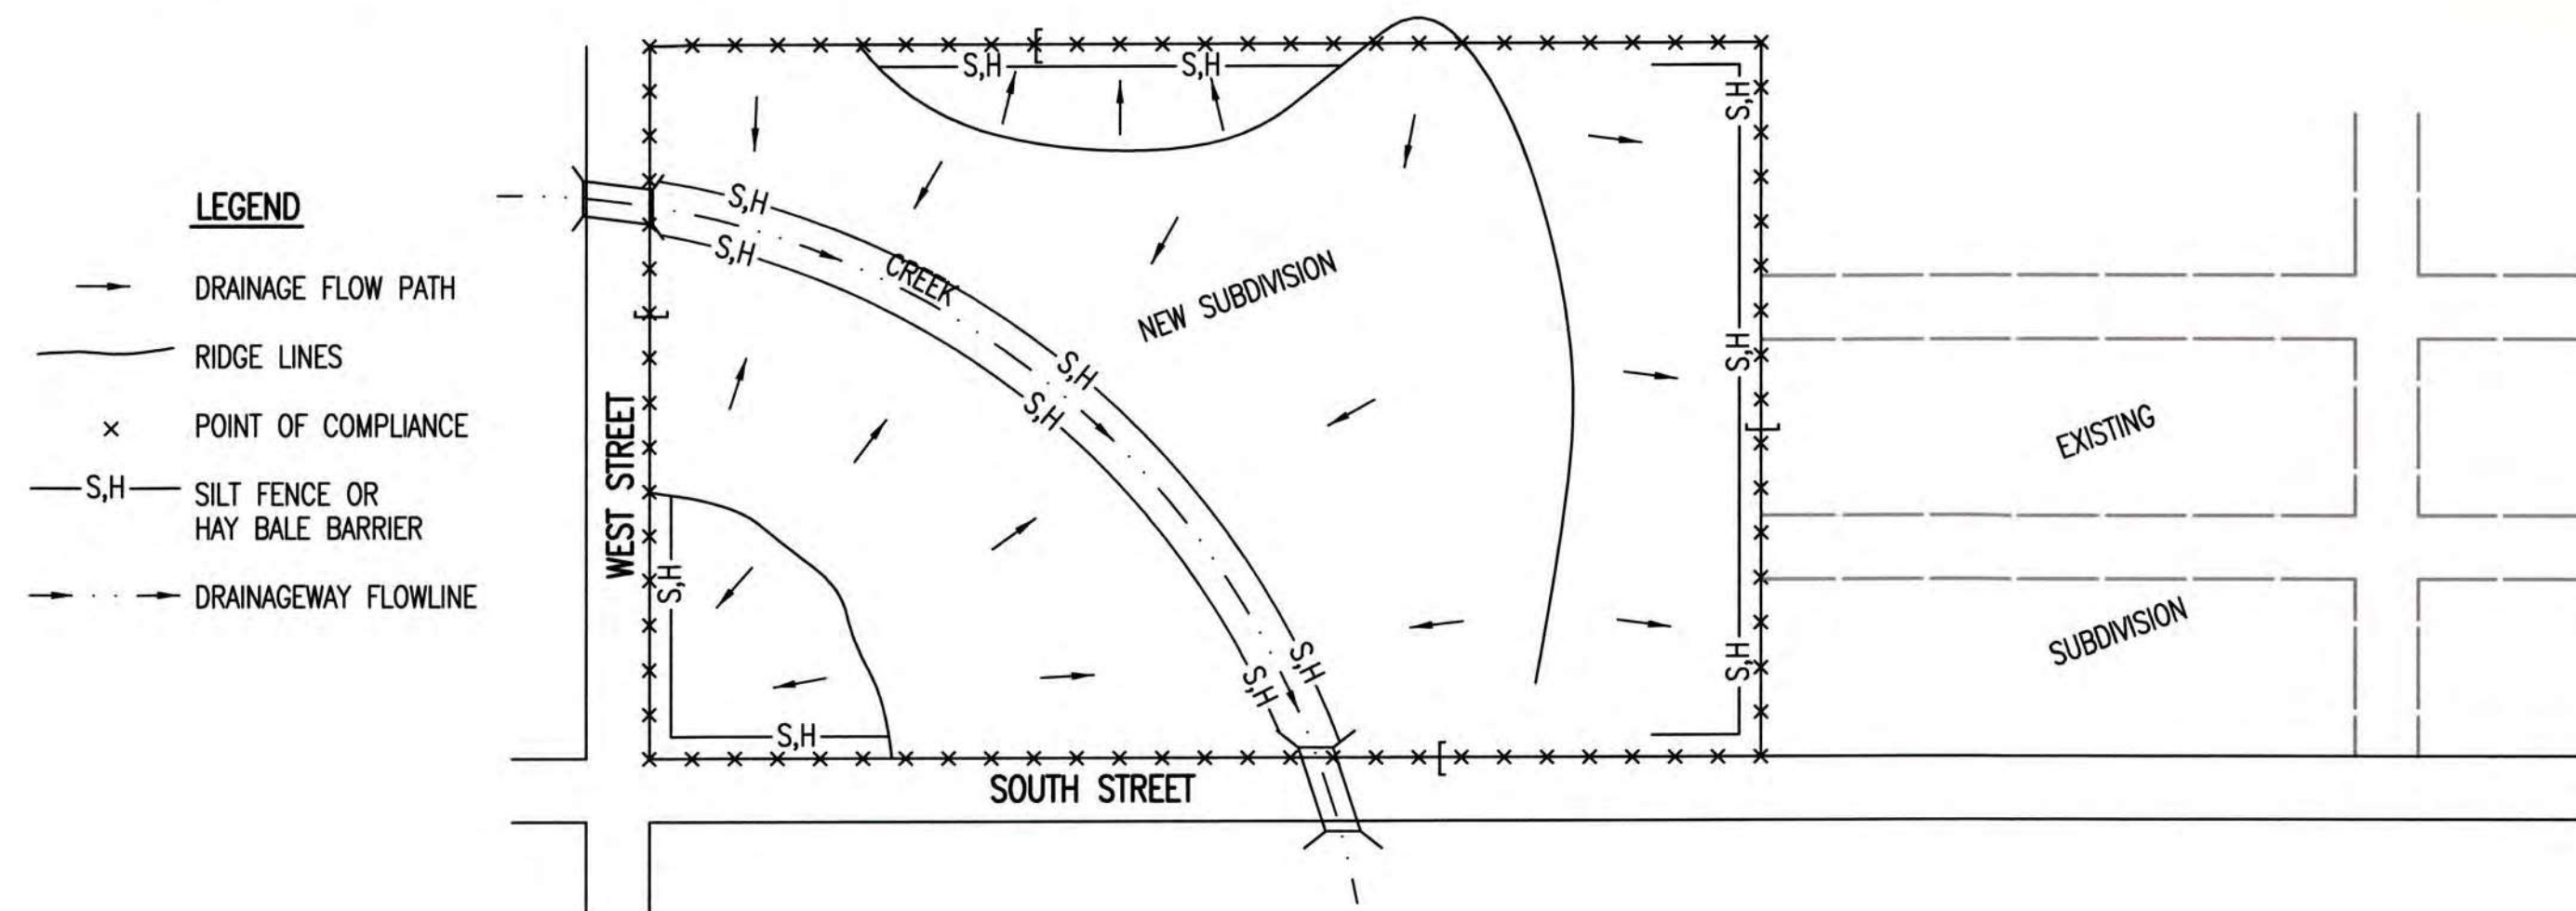 LEGEND
DRAINAGE FLOW PATH
RIDGE LINES
× POINT OF COMPLIANCE
S,H SILT FENCE OR
HAY BALE BARRIER
DRAINAGEWAY FLOWLINE
S,H
S,H
S,H
S,H
S,H
CREEK
NEW SUBDIVISION
S,H
S,H
S,H
S,H
WEST STREET
S,H
S,H
S,H
S,H
S,H
SOUTH STREET
EXISTING
SUBDIVISION